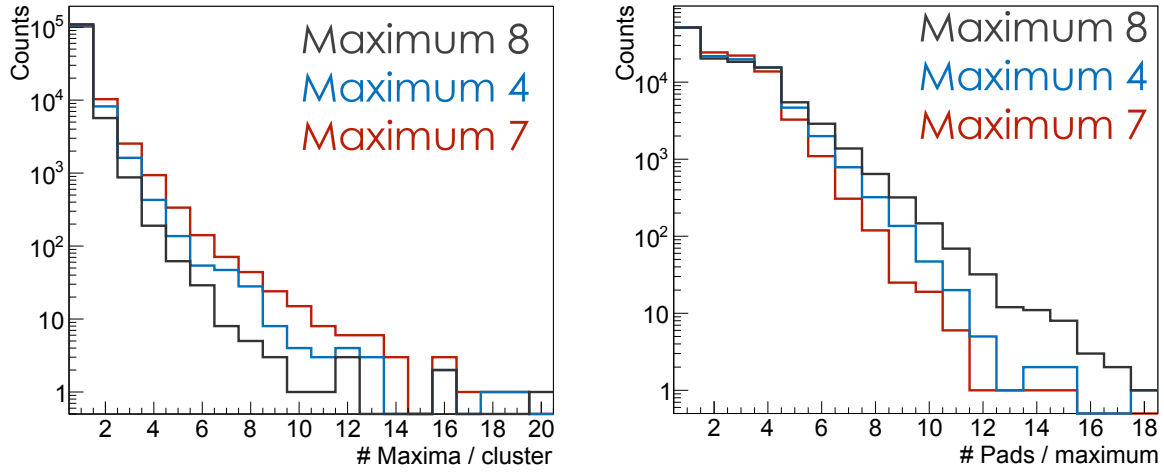 Counts
10^5
10^4
10^3
10^2
10
1
Maximum 8
Maximum 4
Maximum 7
2 4 6 8 10 12 14 16 18 20
# Maxima / cluster
Counts
10^4
10^3
10^2
10
1
Maximum 8
Maximum 4
Maximum 7
2 4 6 8 10 12 14 16 18
# Pads / maximum